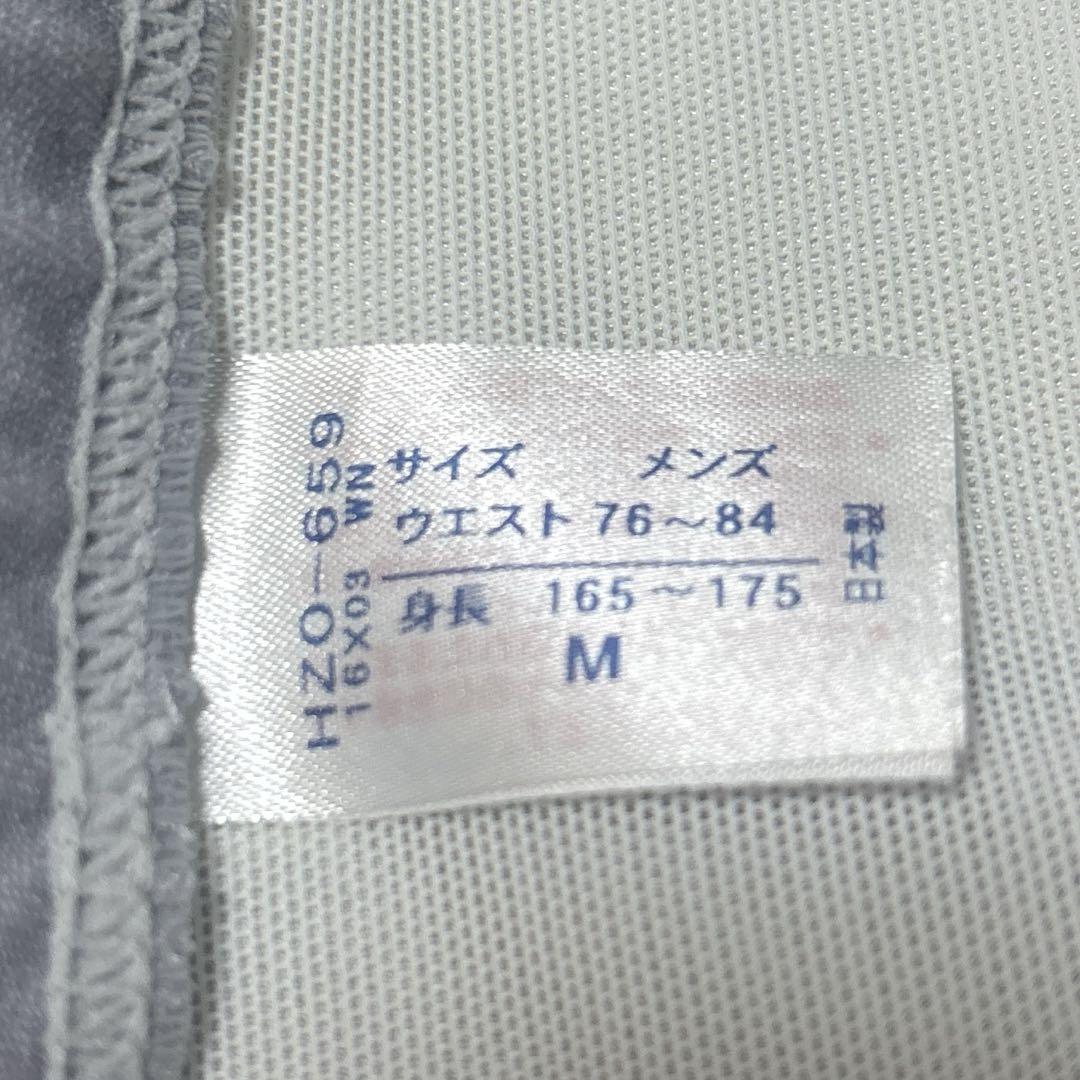 サイズ メンズ
ウエスト 76〜84
身長 165〜175
M
日本製
HZO-659
16X03 WN